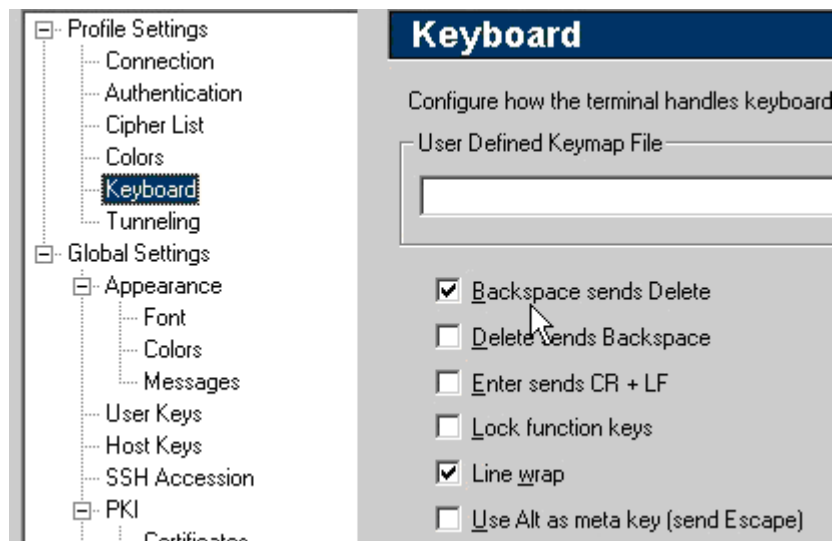 Profile Settings
Connection
Authentication
Cipher List
Colors
Keyboard
Tunneling
Global Settings
Appearance
Font
Colors
Messages
User Keys
Host Keys
SSH Accession
PKI
Certificates
Keyboard
Configure how the terminal handles keyboard
User Defined Keymap File
Backspace sends Delete
Delete sends Backspace
Enter sends CR + LF
Lock function keys
Line wrap
Use Alt as meta key (send Escape)